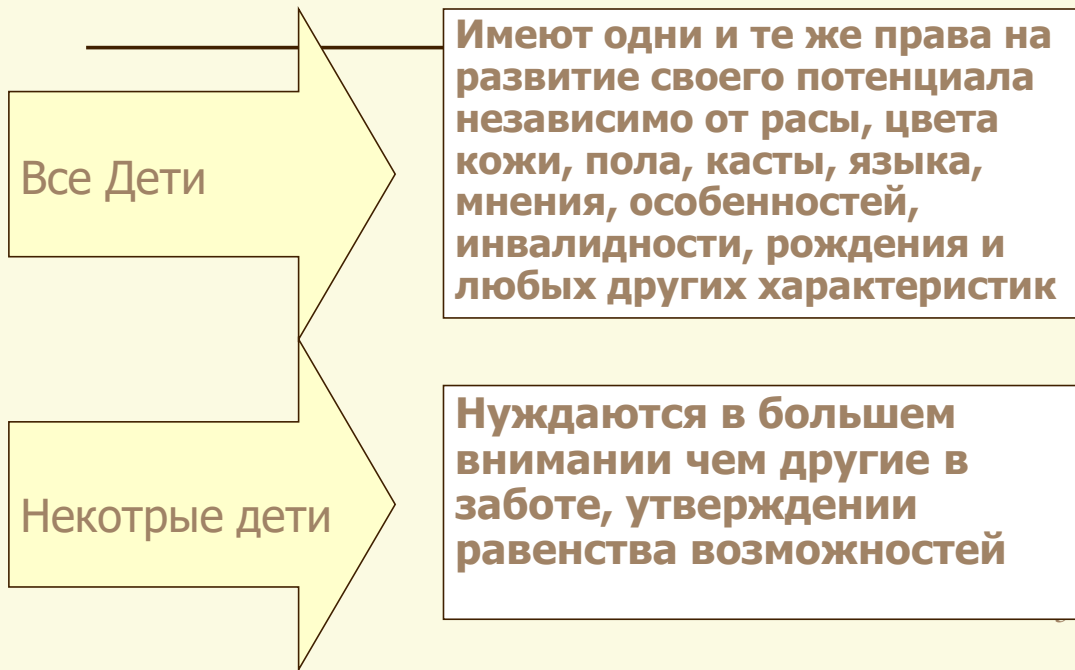 Все Дети
Имеют одни и те же права на
развитие своего потенциала
независимо от расы, цвета
кожи, пола, касты, языка,
мнения, особенностей,
инвалидности, рождения и
любых других характеристик
Некотрые дети
Нуждаются в большем
внимании чем другие в
заботе, утверждении
равенства возможностей